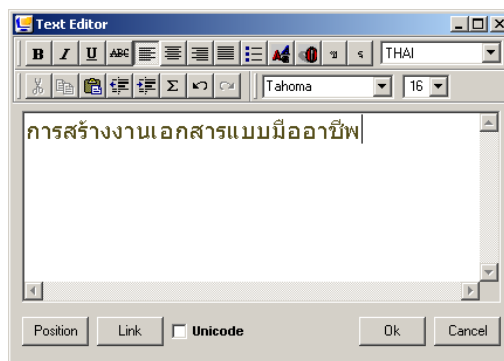 Text Editor
B I U ABC THAI
Σ Tahoma 16
การสร้างงานเอกสารแบบมืออาชีพ
Position Link Unicode Ok Cancel